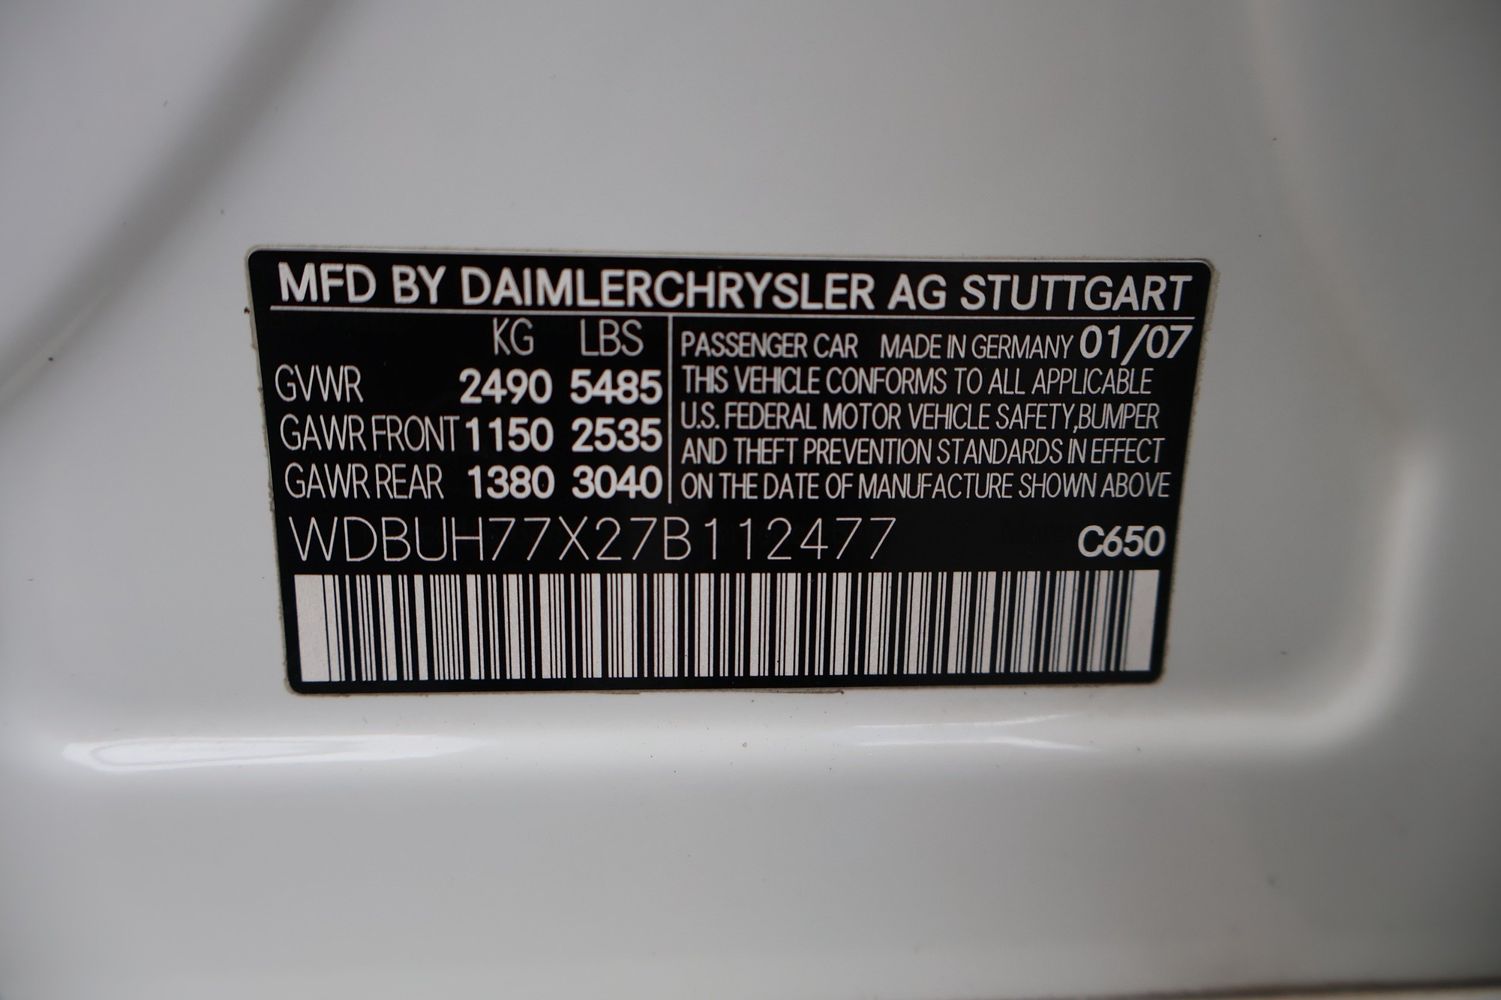 MFD BY DAIMLERCHRYSLER AG STUTTGART
KG LBS
GVWR 2490 5485
GAWR FRONT 1150 2535
GAWR REAR 1380 3040
PASSENGER CAR MADE IN GERMANY 01/07
THIS VEHICLE CONFORMS TO ALL APPLICABLE
U.S. FEDERAL MOTOR VEHICLE SAFETY,BUMPER
AND THEFT PREVENTION STANDARDS IN EFFECT
ON THE DATE OF MANUFACTURE SHOWN ABOVE
WDBUH77X27B112477
C650